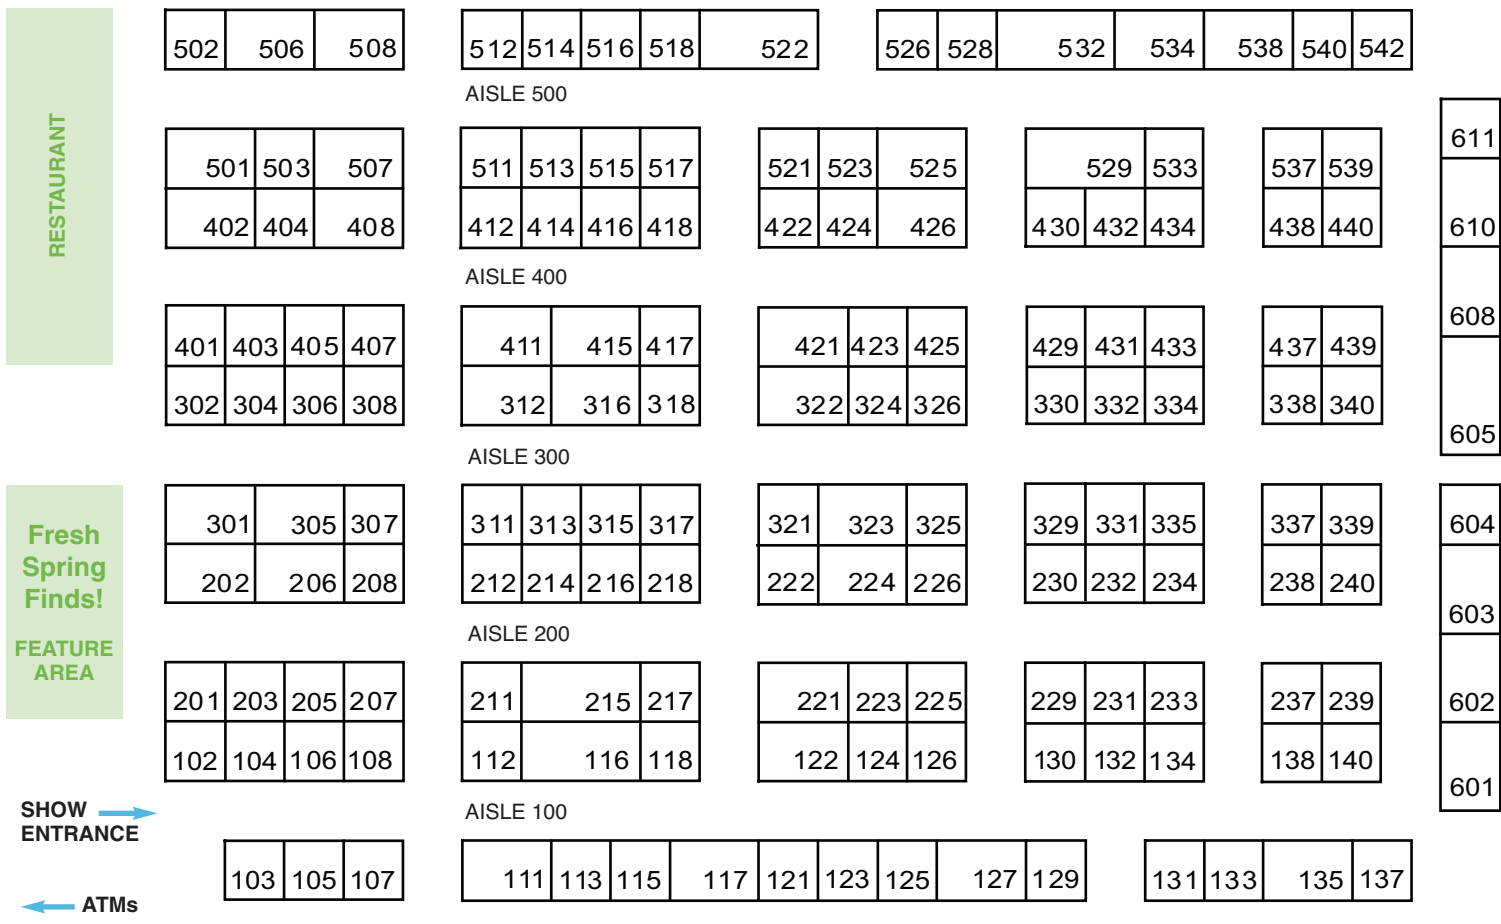 502 506 508 512 514 516 518 522 526 528 532 534 538 540 542
AISLE 500
RESTAURANT
611
501 503 507 511 513 515 517 521 523 525 529 533 537 539
402 404 408 412 414 416 418 422 424 426 430 432 434 438 440
610
AISLE 400
608
401 403 405 407 411 415 417 421 423 425 429 431 433 437 439
302 304 306 308 312 316 318 322 324 326 330 332 334 338 340
605
AISLE 300
Fresh
Spring
Finds!
FEATURE
AREA
301 305 307 311 313 315 317 321 323 325 329 331 335 337 339
604
202 206 208 212 214 216 218 222 224 226 230 232 234 238 240
603
AISLE 200
201 203 205 207 211 215 217 221 223 225 229 231 233 237 239
602
102 104 106 108 112 116 118 122 124 126 130 132 134 138 140
601
SHOW
ENTRANCE
AISLE 100
103 105 107 111 113 115 117 121 123 125 127 129 131 133 135 137
ATMs